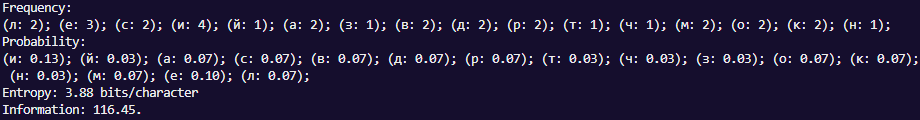 Frequency:
(л: 2); (е: 3); (с: 2); (и: 4); (й: 1); (а: 2); (з: 1); (в: 2); (д: 2); (р: 2); (т: 1); (ч: 1); (м: 2); (о: 2); (к: 2); (н: 1);
Probability:
(и: 0.13); (й: 0.03); (а: 0.07); (с: 0.07); (в: 0.07); (д: 0.07); (р: 0.07); (т: 0.03); (ч: 0.03); (з: 0.03); (о: 0.07); (к: 0.07);
(н: 0.03); (м: 0.07); (е: 0.10); (л: 0.07);
Entropy: 3.88 bits/character
Information: 116.45.